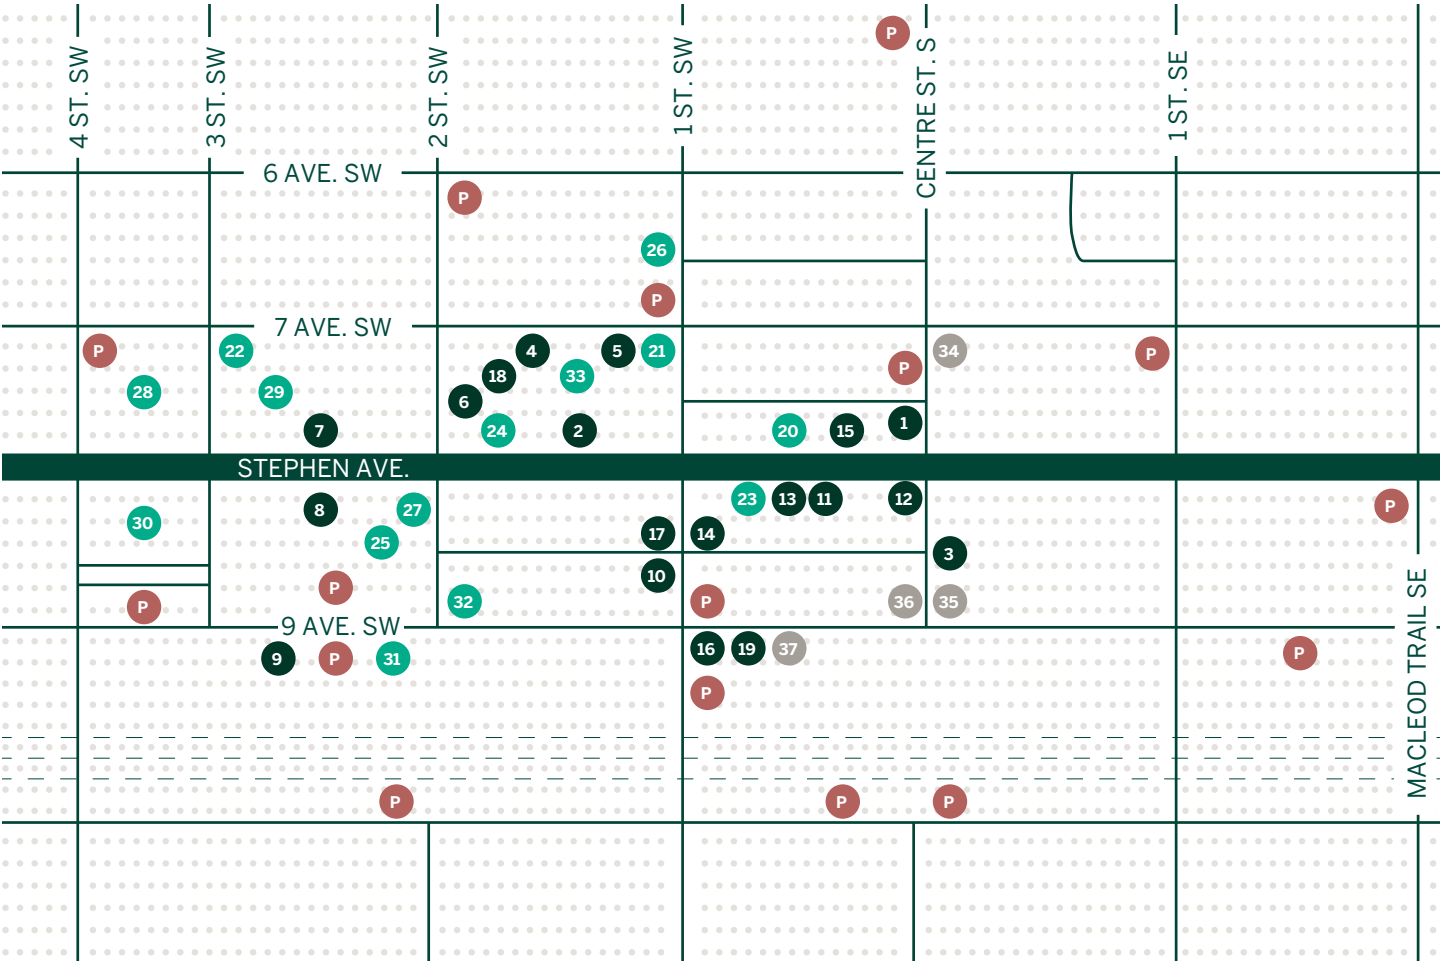 P
4 ST. SW
3 ST. SW
2 ST. SW
1 ST. SW
CENTRE ST. S
1 ST. SE
6 AVE. SW
P
26
P
7 AVE. SW
P
22
4
5
21
34
P
P
18
33
28
29
6
7
24
2
20
15
1
STEPHEN AVE.
8
27
23
13
11
12
P
30
25
17
14
3
P
10
P
32
P
36
35
9 AVE. SW
9
P
31
16
19
37
P
P
MACLEOD TRAIL SE
P
P
P